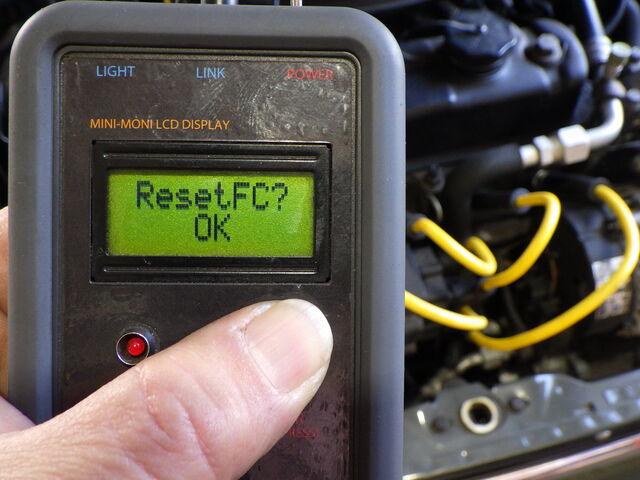 LIGHT LINK POWER
MINI-MONI LCD DISPLAY
ResetFC?
OK